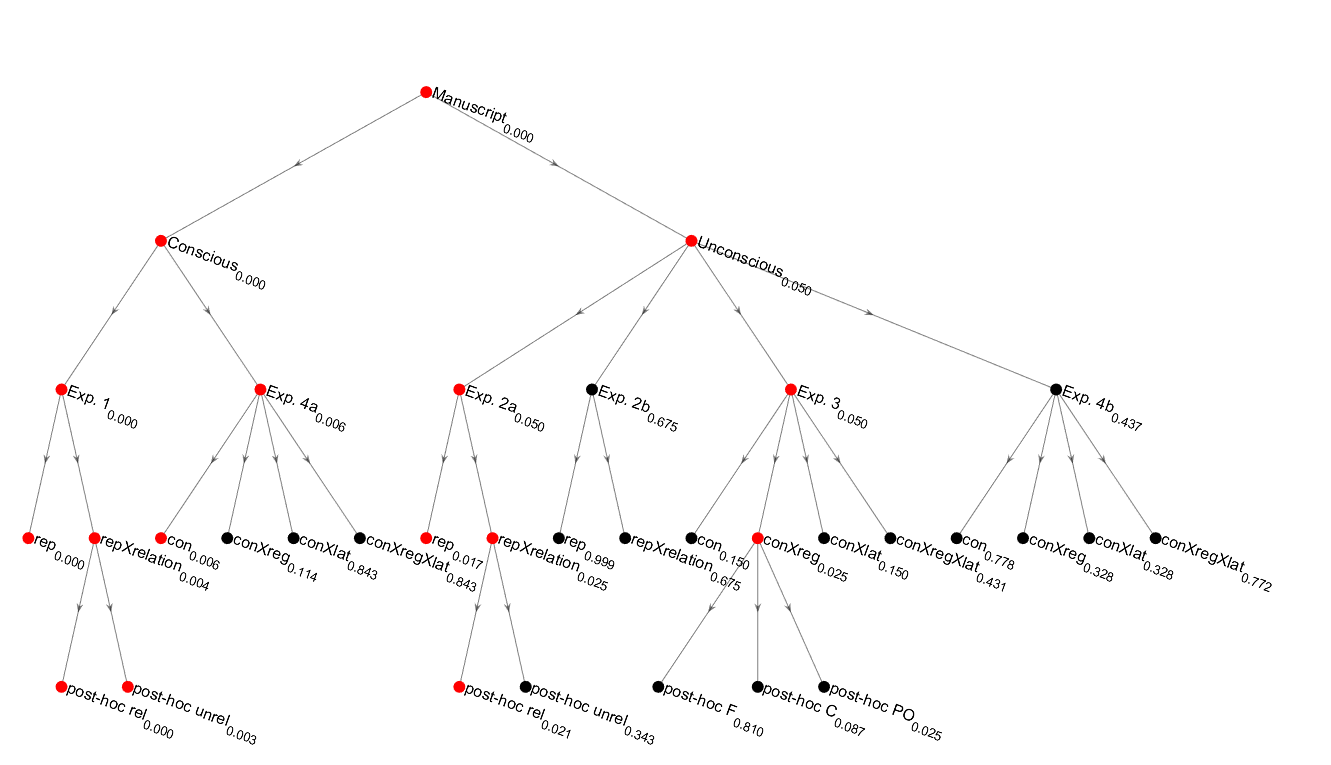 Manuscript0.000
Conscious0.000
Unconscious0.050
Exp. 10.000
Exp. 4a0.006
Exp. 2a0.050
Exp. 2b0.675
Exp. 30.050
Exp. 4b0.437
rep0.000
repXrelation0.004
con0.006
conXreg0.114
conXlat0.843
conXregXlat0.843
rep0.017
repXrelation0.025
rep0.999
repXrelation0.675
con0.150
conXreg0.025
conXlat0.150
conXregXlat0.431
con0.778
conXreg0.328
conXlat0.328
conXregXlat0.772
post-hoc rel0.000
post-hoc unrel0.003
post-hoc rel0.021
post-hoc unrel0.343
post-hoc F0.810
post-hoc C0.087
post-hoc PO0.025